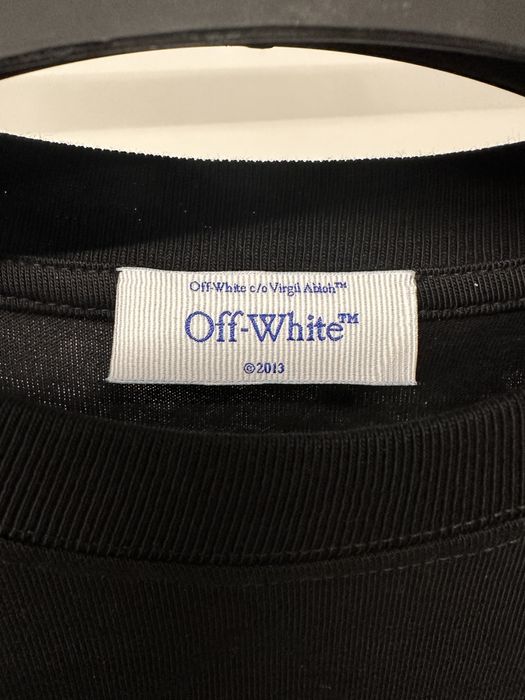 Off-White c/o Virgil Abloh™
Off-White™
©2013